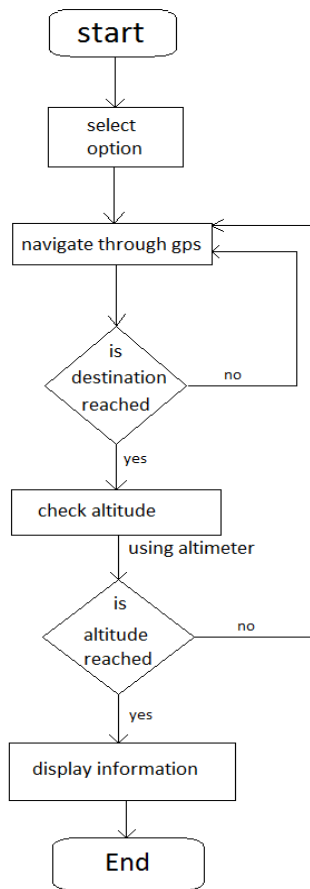 start
select
option
navigate through gps
is
destination
reached
no
yes
check altitude
using altimeter
is
altitude
reached
no
yes
display information
End